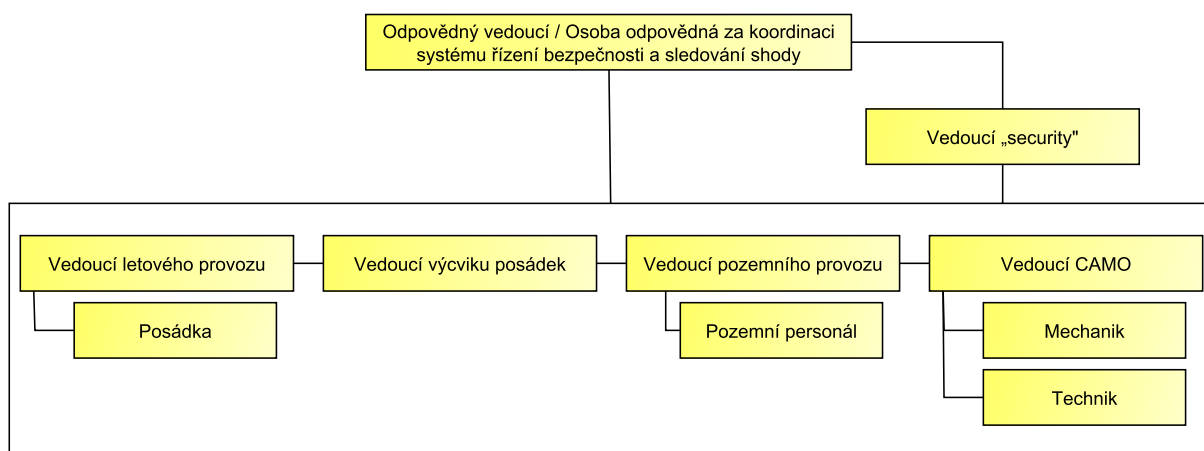 Odpovědný vedoucí / Osoba odpovědná za koordinaci
systému řízení bezpečnosti a sledování shody
Vedoucí „security"
Vedoucí letového provozu
Vedoucí výcviku posádek
Vedoucí pozemního provozu
Vedoucí CAMO
Posádka
Pozemní personál
Mechanik
Technik